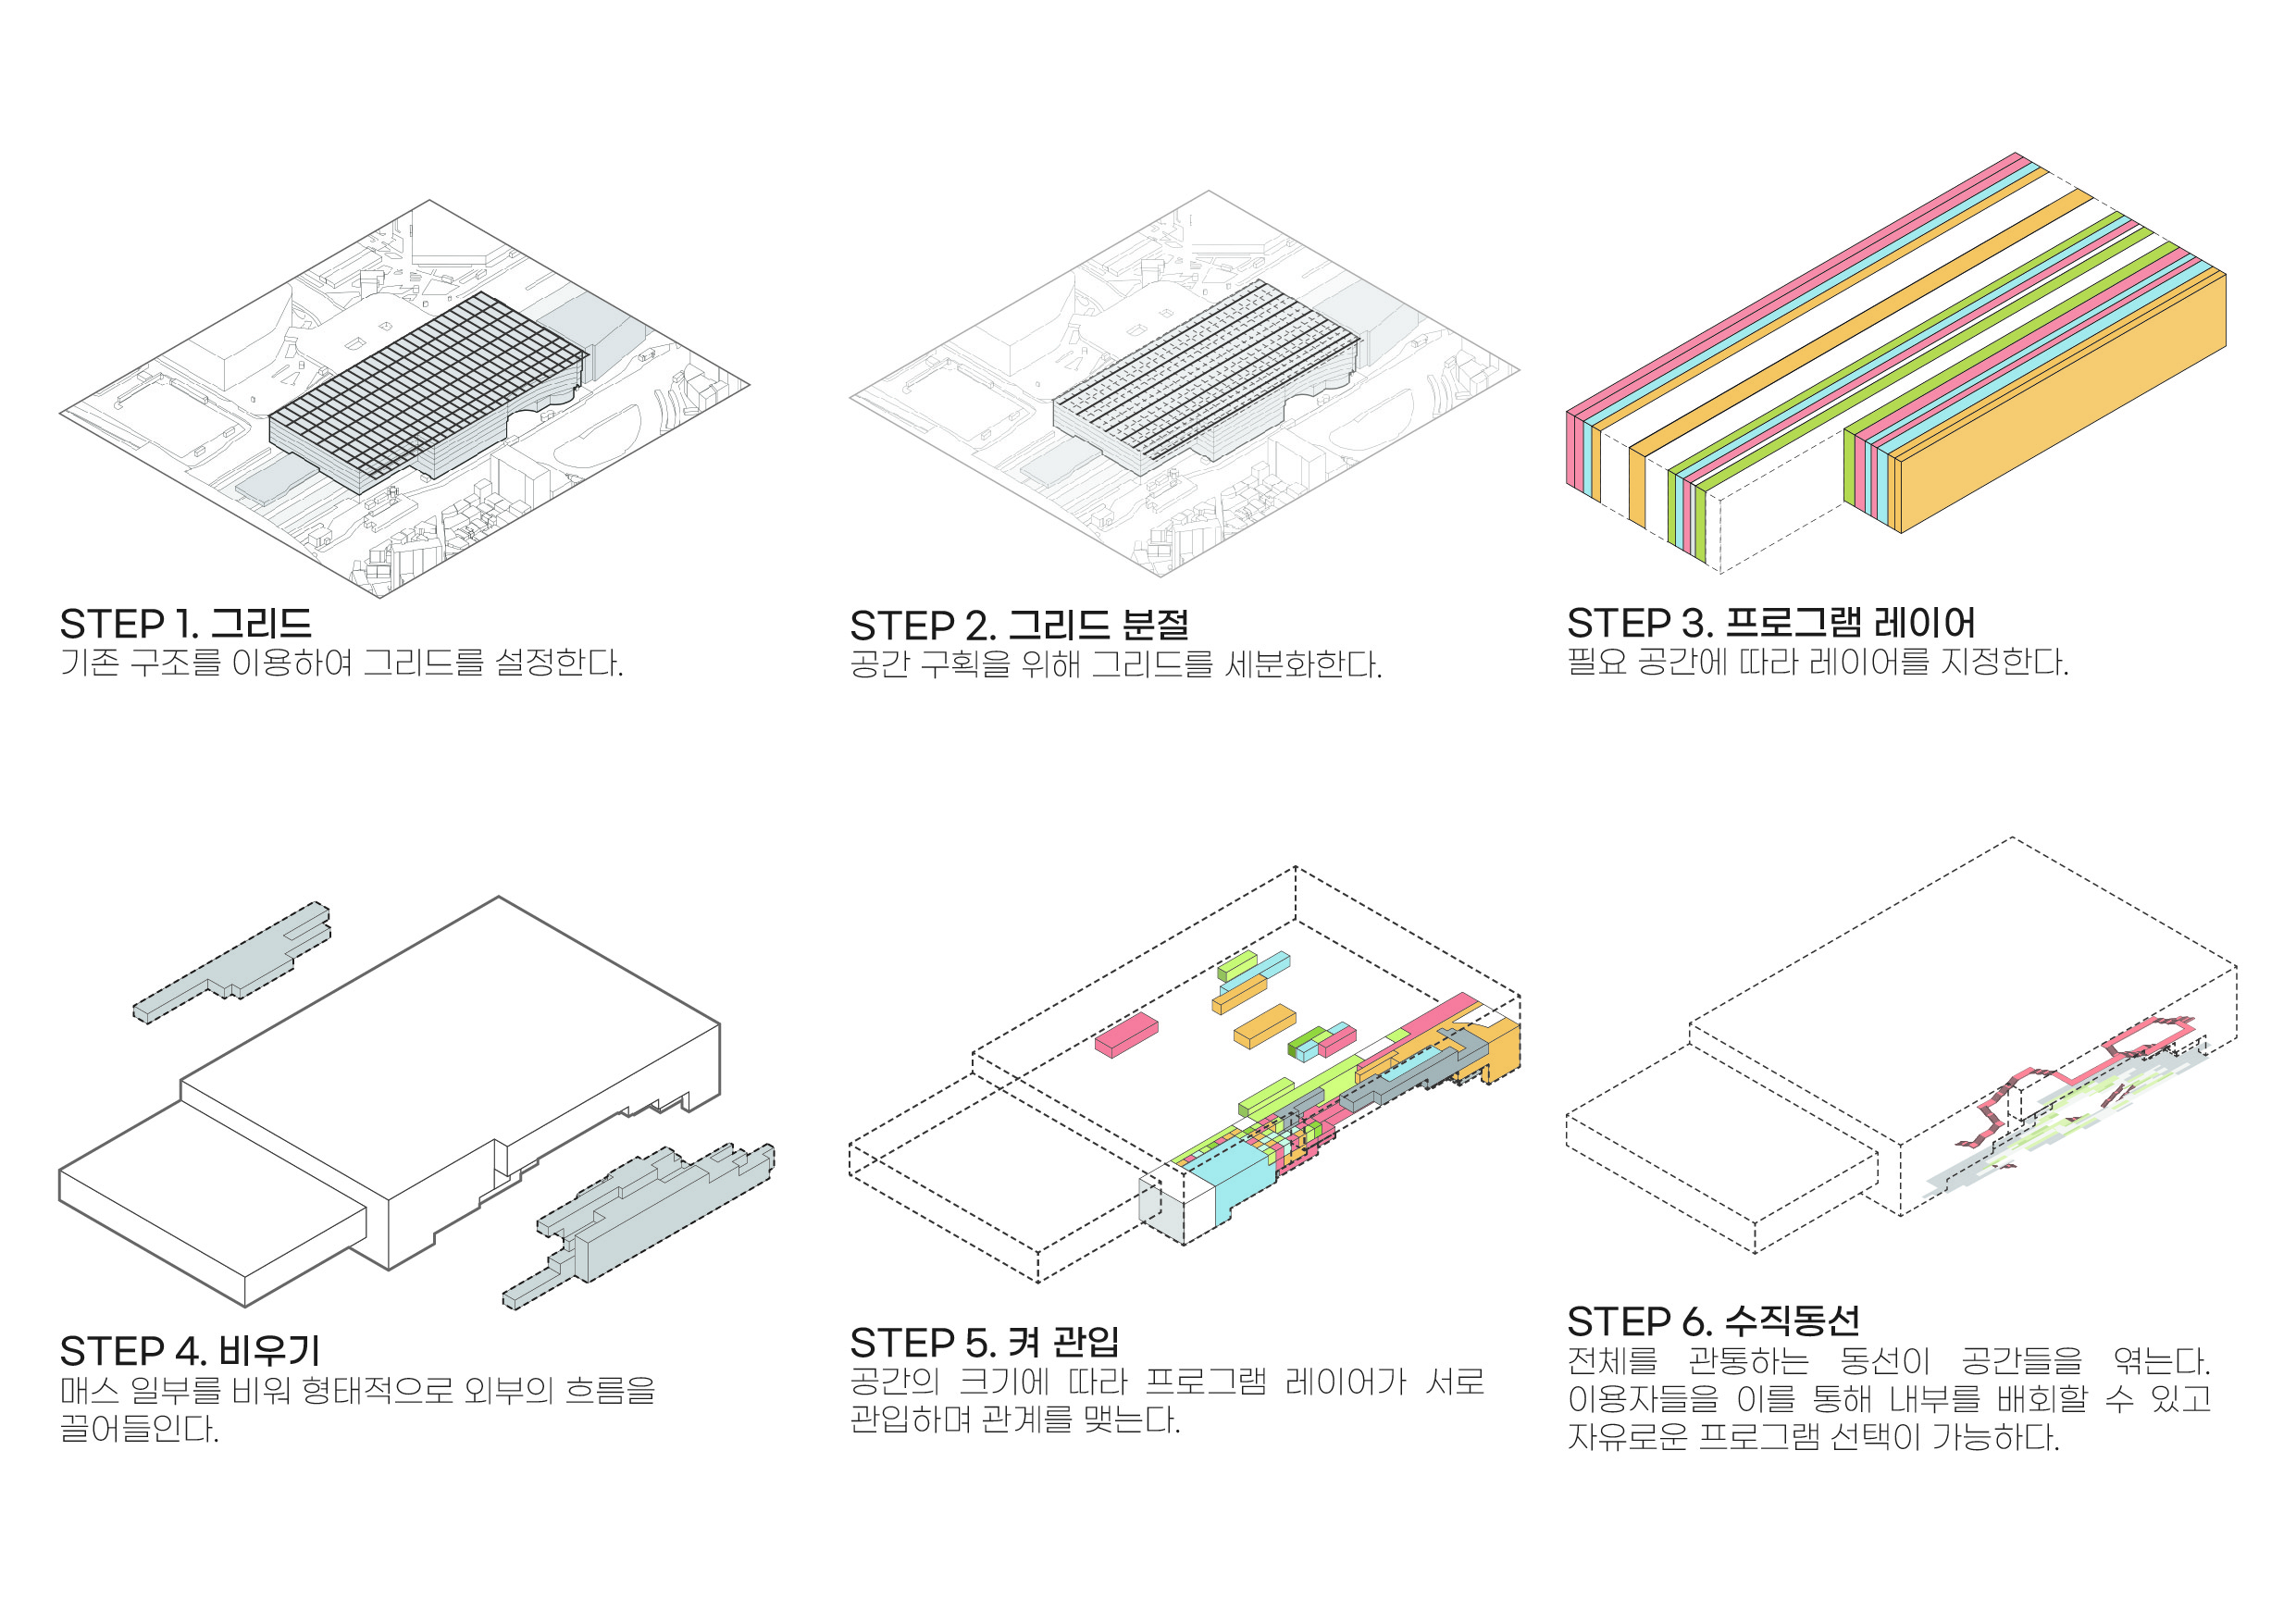 STEP 1. 그리드
기존 구조를 이용하여 그리드를 설정한다.
STEP 2. 그리드 분절
공간 구획을 위해 그리드를 세분화한다.
STEP 3. 프로그램 레이어
필요 공간에 따라 레이어를 지정한다.
STEP 4. 비우기
매스 일부를 비워 형태적으로 외부의 흐름을
끌어들인다.
STEP 5. 켜 관입
공간의 크기에 따라 프로그램 레이어가 서로
관입하며 관계를 맺는다.
STEP 6. 수직동선
전체를 관통하는 동선이 공간들을 엮는다.
이용자들을 이를 통해 내부를 배회할 수 있고
자유로운 프로그램 선택이 가능하다.